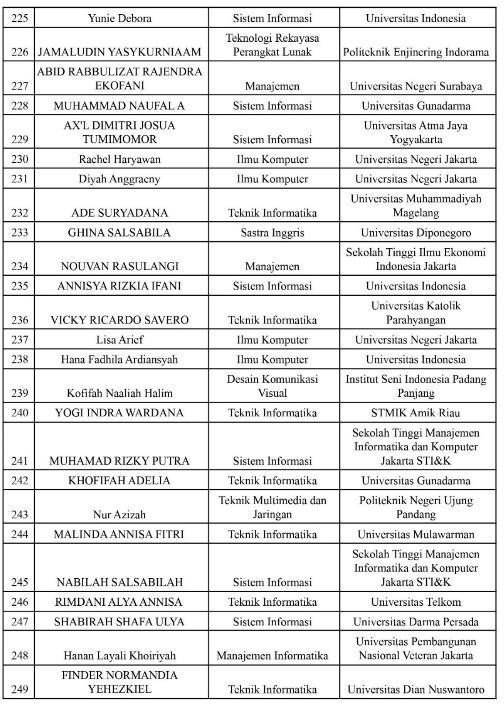 225 Yunie Debora Sistem Informasi Universitas Indonesia
226 JAMALUDIN YASYKURNIAAM Teknologi Rekayasa Perangkat Lunak Politeknik Enjinering Indorama
227 ABID RABBULIZAT RAJENDRA EKOFANI Manajemen Universitas Negeri Surabaya
228 MUHAMMAD NAUFAL A Sistem Informasi Universitas Gunadarma
229 AX'L DIMITRI JOSUA TUMIMOMOR Sistem Informasi Universitas Atma Jaya Yogyakarta
230 Rachel Haryawan Ilmu Komputer Universitas Negeri Jakarta
231 Diyah Anggraeny Ilmu Komputer Universitas Negeri Jakarta
232 ADE SURYADANA Teknik Informatika Universitas Muhammadiyah Magelang
233 GHINA SALSABILA Sastra Inggris Universitas Diponegoro
234 NOUVAN RASULANGI Manajemen Sekolah Tinggi Ilmu Ekonomi Indonesia Jakarta
235 ANNISYA RIZKIA IFANI Sistem Informasi Universitas Indonesia
236 VICKY RICARDO SAVERO Teknik Informatika Universitas Katolik Parahyangan
237 Lisa Arief Ilmu Komputer Universitas Negeri Jakarta
238 Hana Fadhila Ardiansyah Ilmu Komputer Universitas Indonesia
239 Kofifah Naaliah Halim Desain Komunikasi Visual Institut Seni Indonesia Padang Panjang
240 YOGI INDRA WARDANA Teknik Informatika STMIK Amik Riau
241 MUHAMAD RIZKY PUTRA Sistem Informasi Sekolah Tinggi Manajemen Informatika dan Komputer Jakarta STI&K
242 KHOFIFAH ADELIA Teknik Informatika Universitas Gunadarma
243 Nur Azizah Teknik Multimedia dan Jaringan Politeknik Negeri Ujung Pandang
244 MALINDA ANNISA FITRI Teknik Informatika Universitas Mulawarman
245 NABILAH SALSABILAH Sistem Informasi Sekolah Tinggi Manajemen Informatika dan Komputer Jakarta STI&K
246 RIMDANI ALYA ANNISA Teknik Informatika Universitas Telkom
247 SHABIRAH SHAFA ULYA Sistem Informasi Universitas Darma Persada
248 Hanan Layali Khoiriyah Manajemen Informatika Universitas Pembangunan Nasional Veteran Jakarta
249 FINDER NORMANDIA YEHEZKIEL Teknik Informatika Universitas Dian Nuswantoro